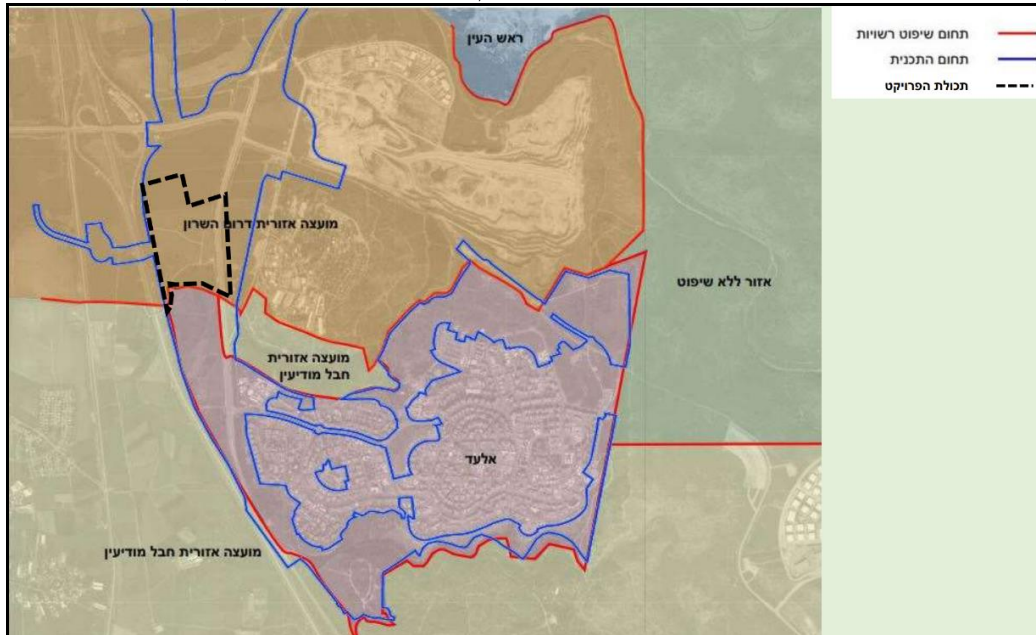 ראש העין
מועצה אזורית דרום השרון
אזור ללא שיפוט
מועצה אזורית
חבל מודיעין
אלעד
מועצה אזורית חבל מודיעין
תחום שיפוט רשויות
תחום התכנית
תכולת הפרויקט